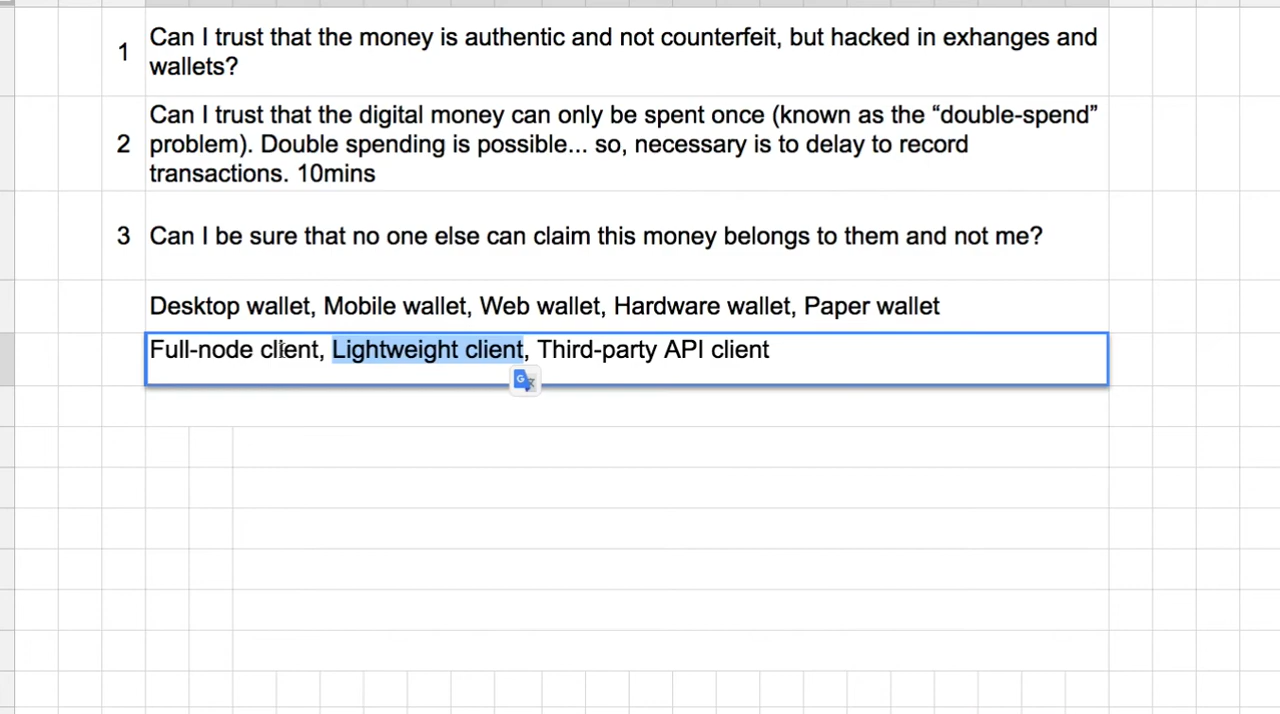 1 Can I trust that the money is authentic and not counterfeit, but hacked in exhanges and
wallets?
Can I trust that the digital money can only be spent once (known as the “double-spend”
2 problem). Double spending is possible... so, necessary is to delay to record
transactions. 10mins
3 Can I be sure that no one else can claim this money belongs to them and not me?
Desktop wallet, Mobile wallet, Web wallet, Hardware wallet, Paper wallet
Full-node client, Lightweight client, Third-party API client